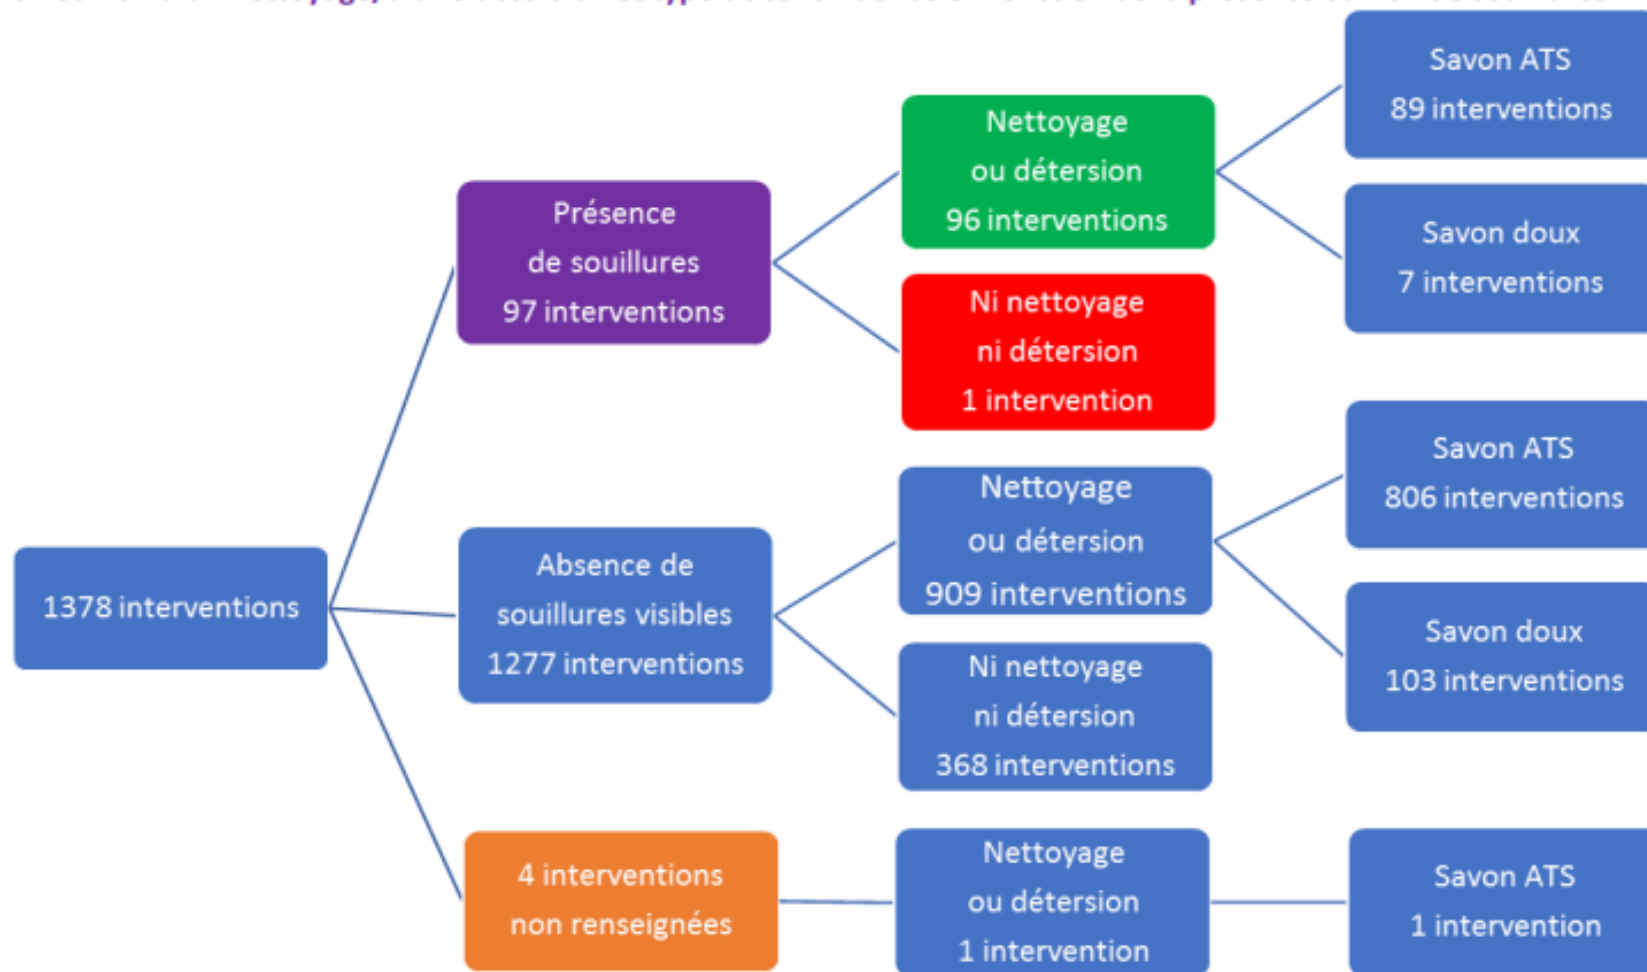 1378 interventions
Présence
de souillures
97 interventions
Nettoyage
ou détersion
96 interventions
Savon ATS
89 interventions
Savon doux
7 interventions
Ni nettoyage
ni détersion
1 intervention
Absence de
souillures visibles
1277 interventions
Nettoyage
ou détersion
909 interventions
Savon ATS
806 interventions
Savon doux
103 interventions
Ni nettoyage
ni détersion
368 interventions
4 interventions
non renseignées
Nettoyage
ou détersion
1 intervention
Savon ATS
1 intervention